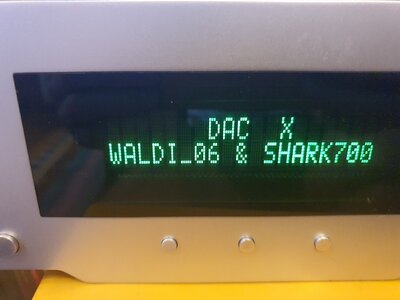 DAC X
WALDI_06 & SHARK700